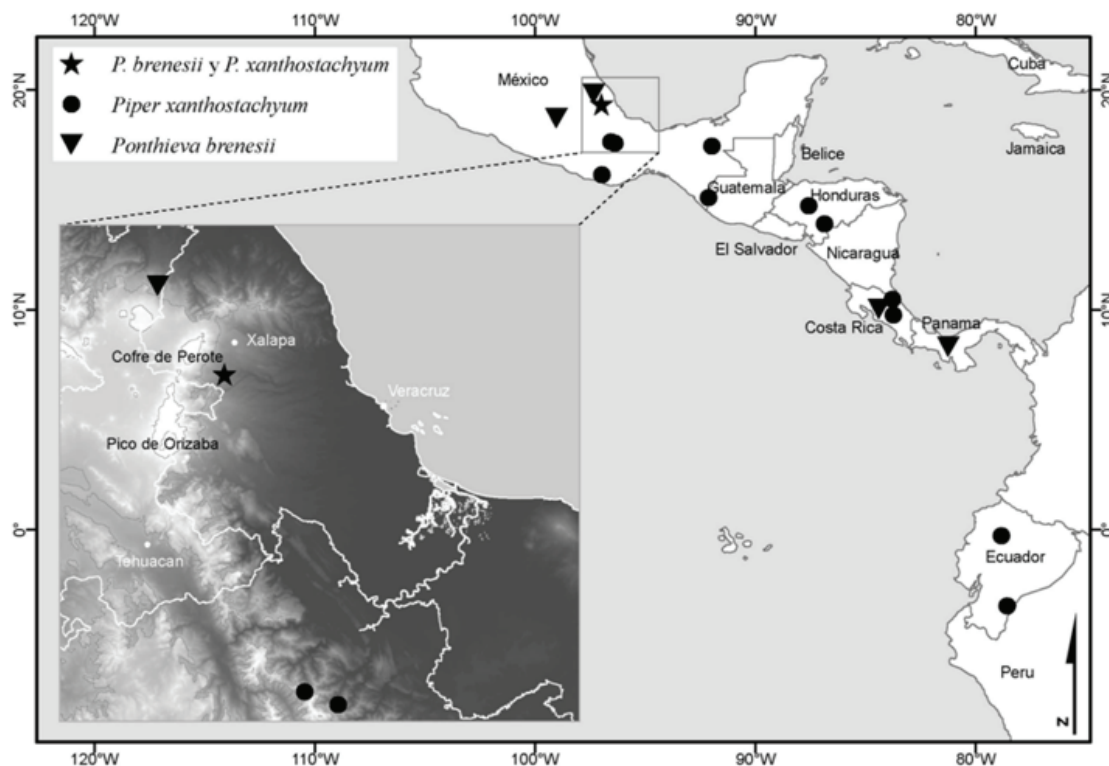 120°W 110°W 100°W 90°W 80°W
P. brenesii y P. xanthostachyum
Piper xanthostachyum
Ponthieva brenesii
México
Cuba
20°N
20°N
Jamaica
Belice
Guatemala
Honduras
El Salvador
Nicaragua
10°N
10°N
Costa Rica
Panama
Xalapa
Cofre de Perote
Veracruz
Pico de Orizaba
Tehuacan
0°
0°
Ecuador
Peru
N
120°W 110°W 100°W 90°W 80°W